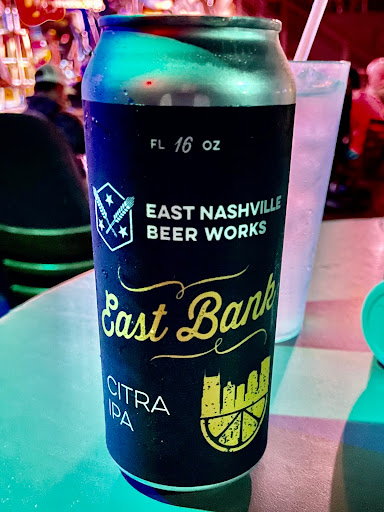 FL 16 OZ
EAST NASHVILLE
BEER WORKS
East Bank
CITRA
IPA